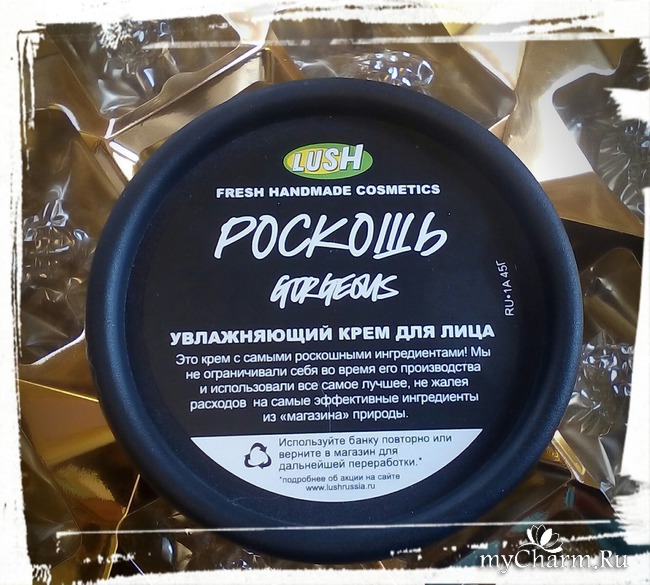 LUSH
FRESH HANDMADE COSMETICS
РОСКОШЬ
GORGEOUS
RU•1A 45Г
УВЛАЖНЯЮЩИЙ КРЕМ ДЛЯ ЛИЦА
Это крем с самыми роскошными ингредиентами! Мы
не ограничивали себя во время его производства
и использовали все самое лучшее, не жалея
расходов на самые эффективные ингредиенты
из «магазина» природы.
Используйте банку повторно или
верните в магазин для
дальнейшей переработки.*
*подробнее об акции на сайте
www.lushrussia.ru
myCharm.Ru